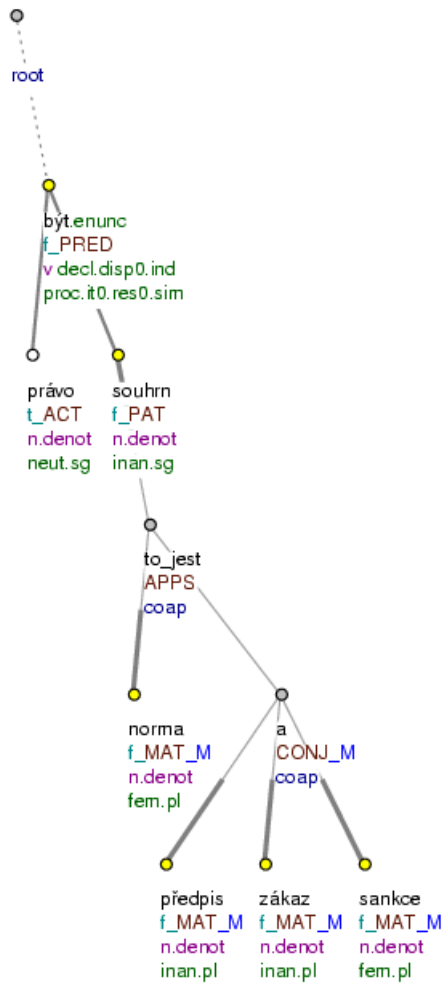 root
být.enunc
f_PRED
v decl.disp0.ind
proc.it0.res0.sim
právo
t_ACT
n.denot
neut.sg
souhrn
f_PAT
n.denot
inan.sg
to_jest
APPS
coap
norma
f_MAT_M
n.denot
fem.pl
a
CONJ_M
coap
předpis
f_MAT_M
n.denot
inan.pl
zákaz
f_MAT_M
n.denot
inan.pl
sankce
f_MAT_M
n.denot
fem.pl